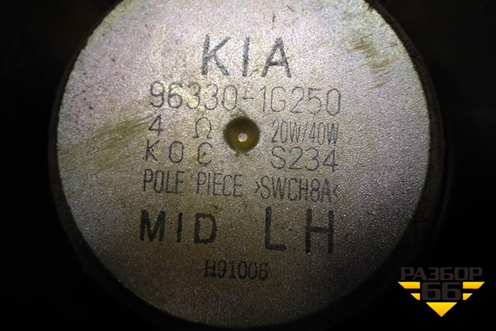 KIA
96330-1G250
4 Ω 20W/40W
KOC S234
POLE PIECE >SWCH8A<
MID LH
H91006
РАЗБОР
66